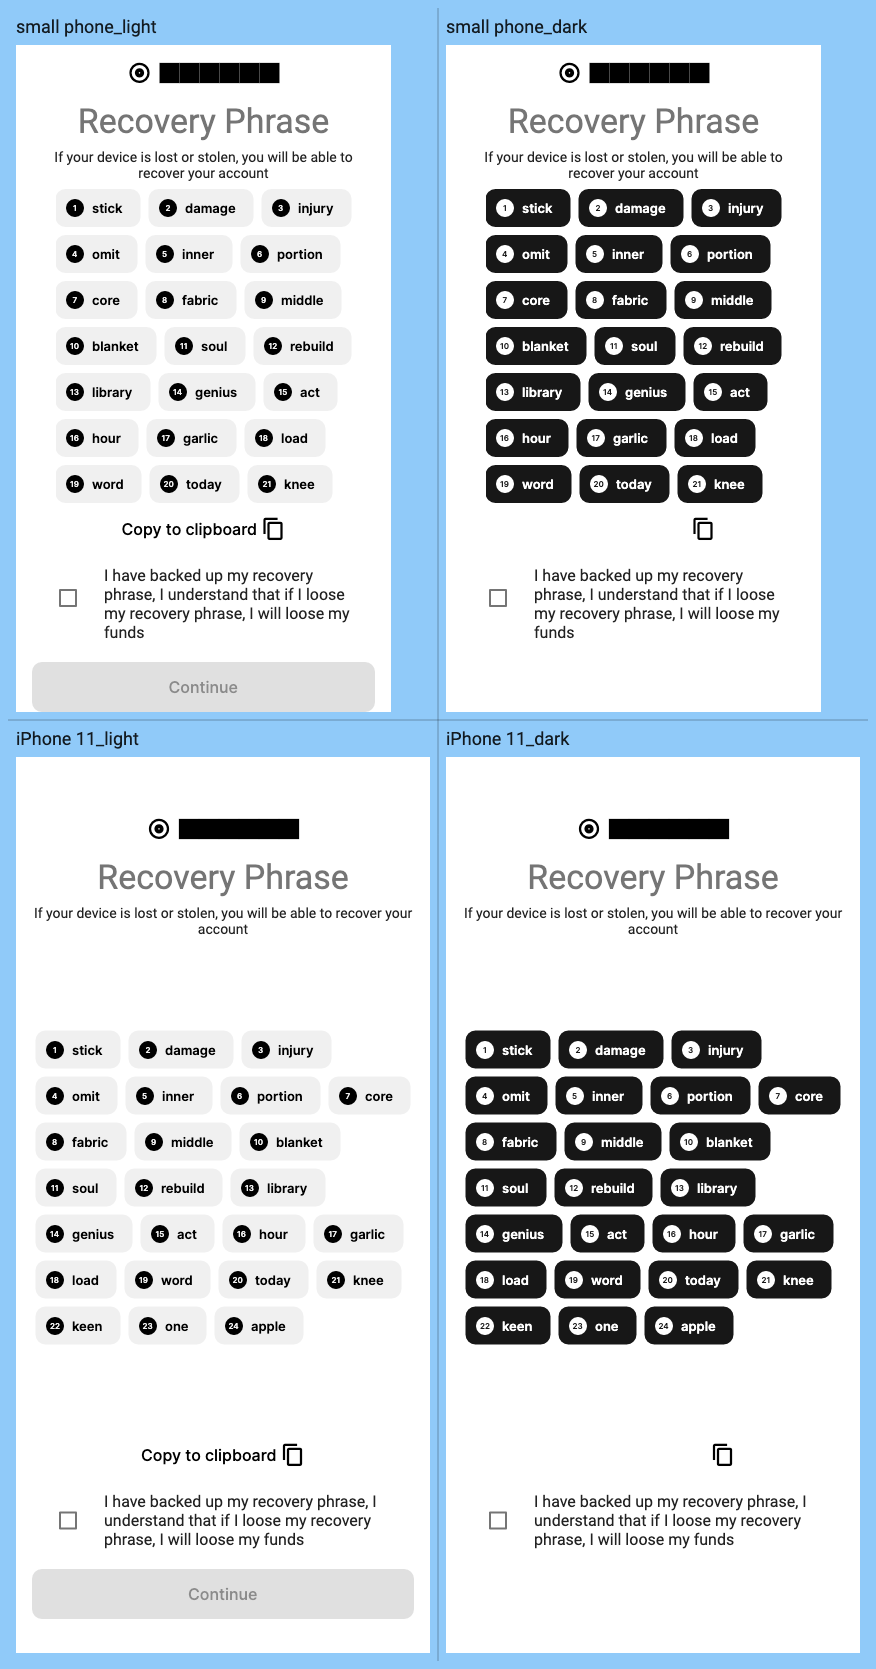 small phone_light
Recovery Phrase
If your device is lost or stolen, you will be able to
recover your account
1 stick 2 damage 3 injury
4 omit 5 inner 6 portion
7 core 8 fabric 9 middle
10 blanket 11 soul 12 rebuild
13 library 14 genius 15 act
16 hour 17 garlic 18 load
19 word 20 today 21 knee
Copy to clipboard
I have backed up my recovery
phrase, I understand that if I loose
my recovery phrase, I will loose my
funds
Continue
small phone_dark
Recovery Phrase
If your device is lost or stolen, you will be able to
recover your account
1 stick 2 damage 3 injury
4 omit 5 inner 6 portion
7 core 8 fabric 9 middle
10 blanket 11 soul 12 rebuild
13 library 14 genius 15 act
16 hour 17 garlic 18 load
19 word 20 today 21 knee
I have backed up my recovery
phrase, I understand that if I loose
my recovery phrase, I will loose my
funds
iPhone 11_light
Recovery Phrase
If your device is lost or stolen, you will be able to recover your
account
1 stick 2 damage 3 injury
4 omit 5 inner 6 portion 7 core
8 fabric 9 middle 10 blanket
11 soul 12 rebuild 13 library
14 genius 15 act 16 hour 17 garlic
18 load 19 word 20 today 21 knee
22 keen 23 one 24 apple
Copy to clipboard
I have backed up my recovery phrase, I
understand that if I loose my recovery
phrase, I will loose my funds
Continue
iPhone 11_dark
Recovery Phrase
If your device is lost or stolen, you will be able to recover your
account
1 stick 2 damage 3 injury
4 omit 5 inner 6 portion 7 core
8 fabric 9 middle 10 blanket
11 soul 12 rebuild 13 library
14 genius 15 act 16 hour 17 garlic
18 load 19 word 20 today 21 knee
22 keen 23 one 24 apple
I have backed up my recovery phrase, I
understand that if I loose my recovery
phrase, I will loose my funds